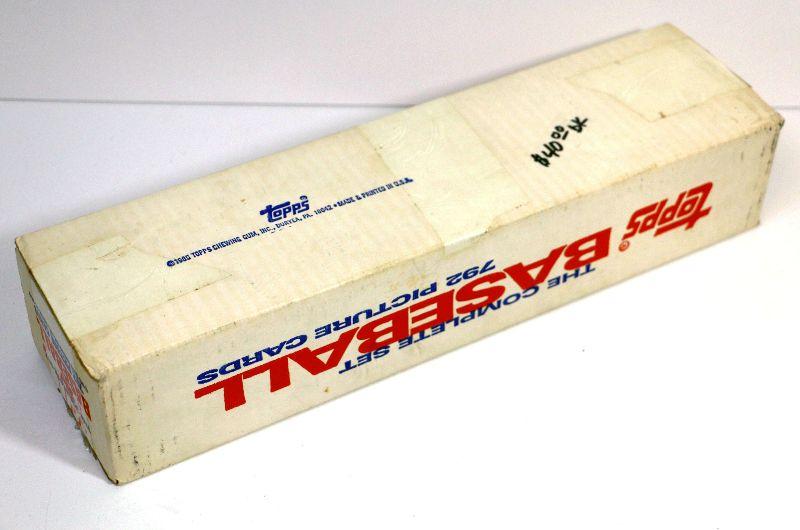 $40.00
Topps®
© 1985 TOPPS CHEWING GUM, INC., DURYEA, PA. 18642 • MADE & PRINTED IN U.S.A.
Topps®
THE COMPLETE SET
BASEBALL
792 PICTURE CARDS